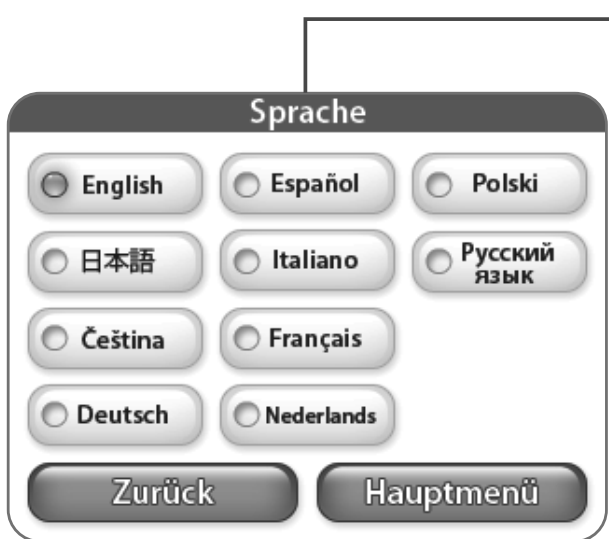 Sprache
English
Español
Polski
日本語
Italiano
Русский
язык
Čeština
Français
Deutsch
Nederlands
Zurück
Hauptmenü